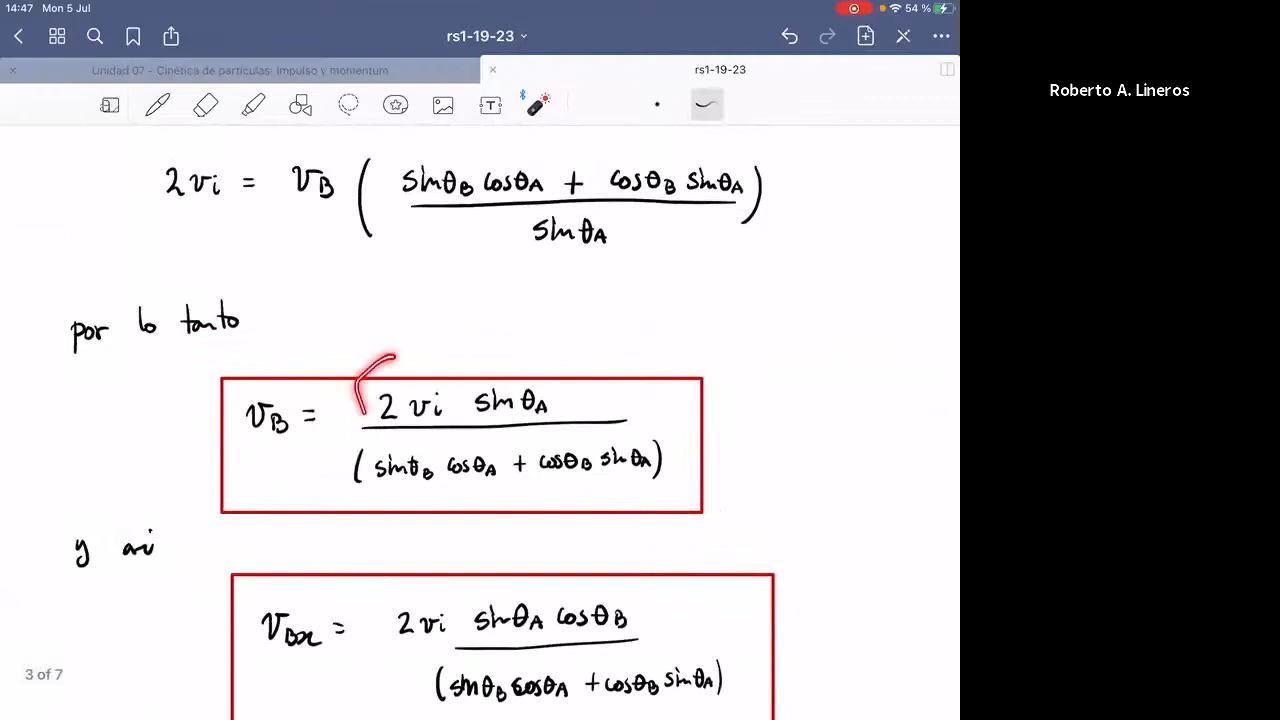 14:47 Mon 5 Jul
54 %
rs1-19-23
Unidad 07 - Cinética de partículas: Impulso y momentum
rs1-19-23
Roberto A. Lineros
2vi = vB ( sinθB cosθA + cosθB sinθA / sinθA )
por lo tanto
vB = 2 vi sinθA / (sinθB cosθA + cosθB sinθA)
y así
vBx = 2vi sinθA cosθB / (sinθB cosθA + cosθB sinθA)
3 of 7